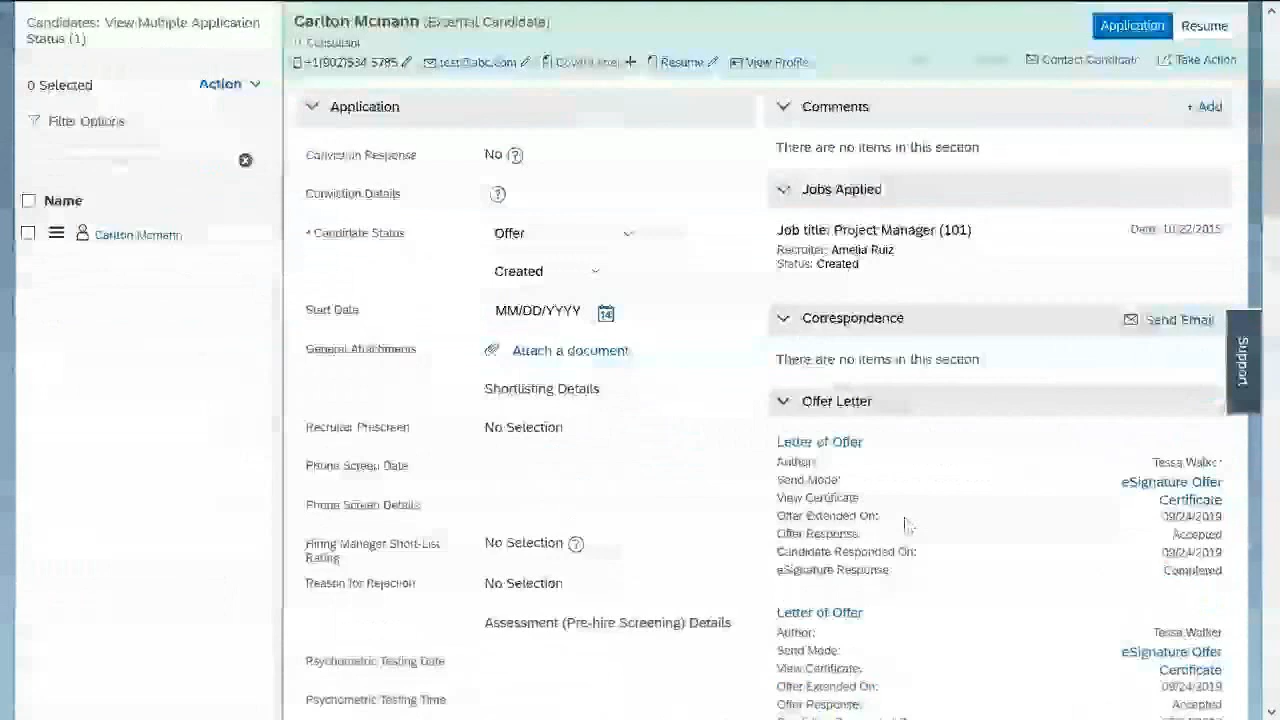 Candidates: View Multiple Application
Status (1)
0 Selected
Action
Filter Options
Name
Carlton Mcmann
Carlton Mcmann (External Candidate)
Consultant
test@abc.com
Resume
View Profile
Contact Candidate
Take Action
Application
Resume
Application
Conviction Response
No
Conviction Details
* Candidate Status
Offer
Created
Start Date
MM/DD/YYYY
General Attachments
Attach a document
Shortlisting Details
Recruiter Prescreen
No Selection
Phone Screen Date
Phone Screen Details
Hiring Manager Short-List
Rating
No Selection
Reason for Rejection
No Selection
Assessment (Pre-hire Screening) Details
Psychometric Testing Date
Psychometric Testing Time
Comments
+ Add
There are no items in this section
Jobs Applied
Job title: Project Manager (101)
Date: 10/22/2015
Recruiter: Amelia Ruiz
Status: Created
Correspondence
Send Email
There are no items in this section
Offer Letter
Letter of Offer
Author: Tessa Walker
Send Mode: eSignature Offer
View Certificate Certificate
Offer Extended On: 09/24/2019
Offer Response Accepted
Candidate Responded On: 09/24/2019
eSignature Response Completed
Letter of Offer
Author: Tessa Walker
Send Mode: eSignature Offer
View Certificate: Certificate
Offer Extended On: 09/24/2019
Offer Response: Accepted
Support